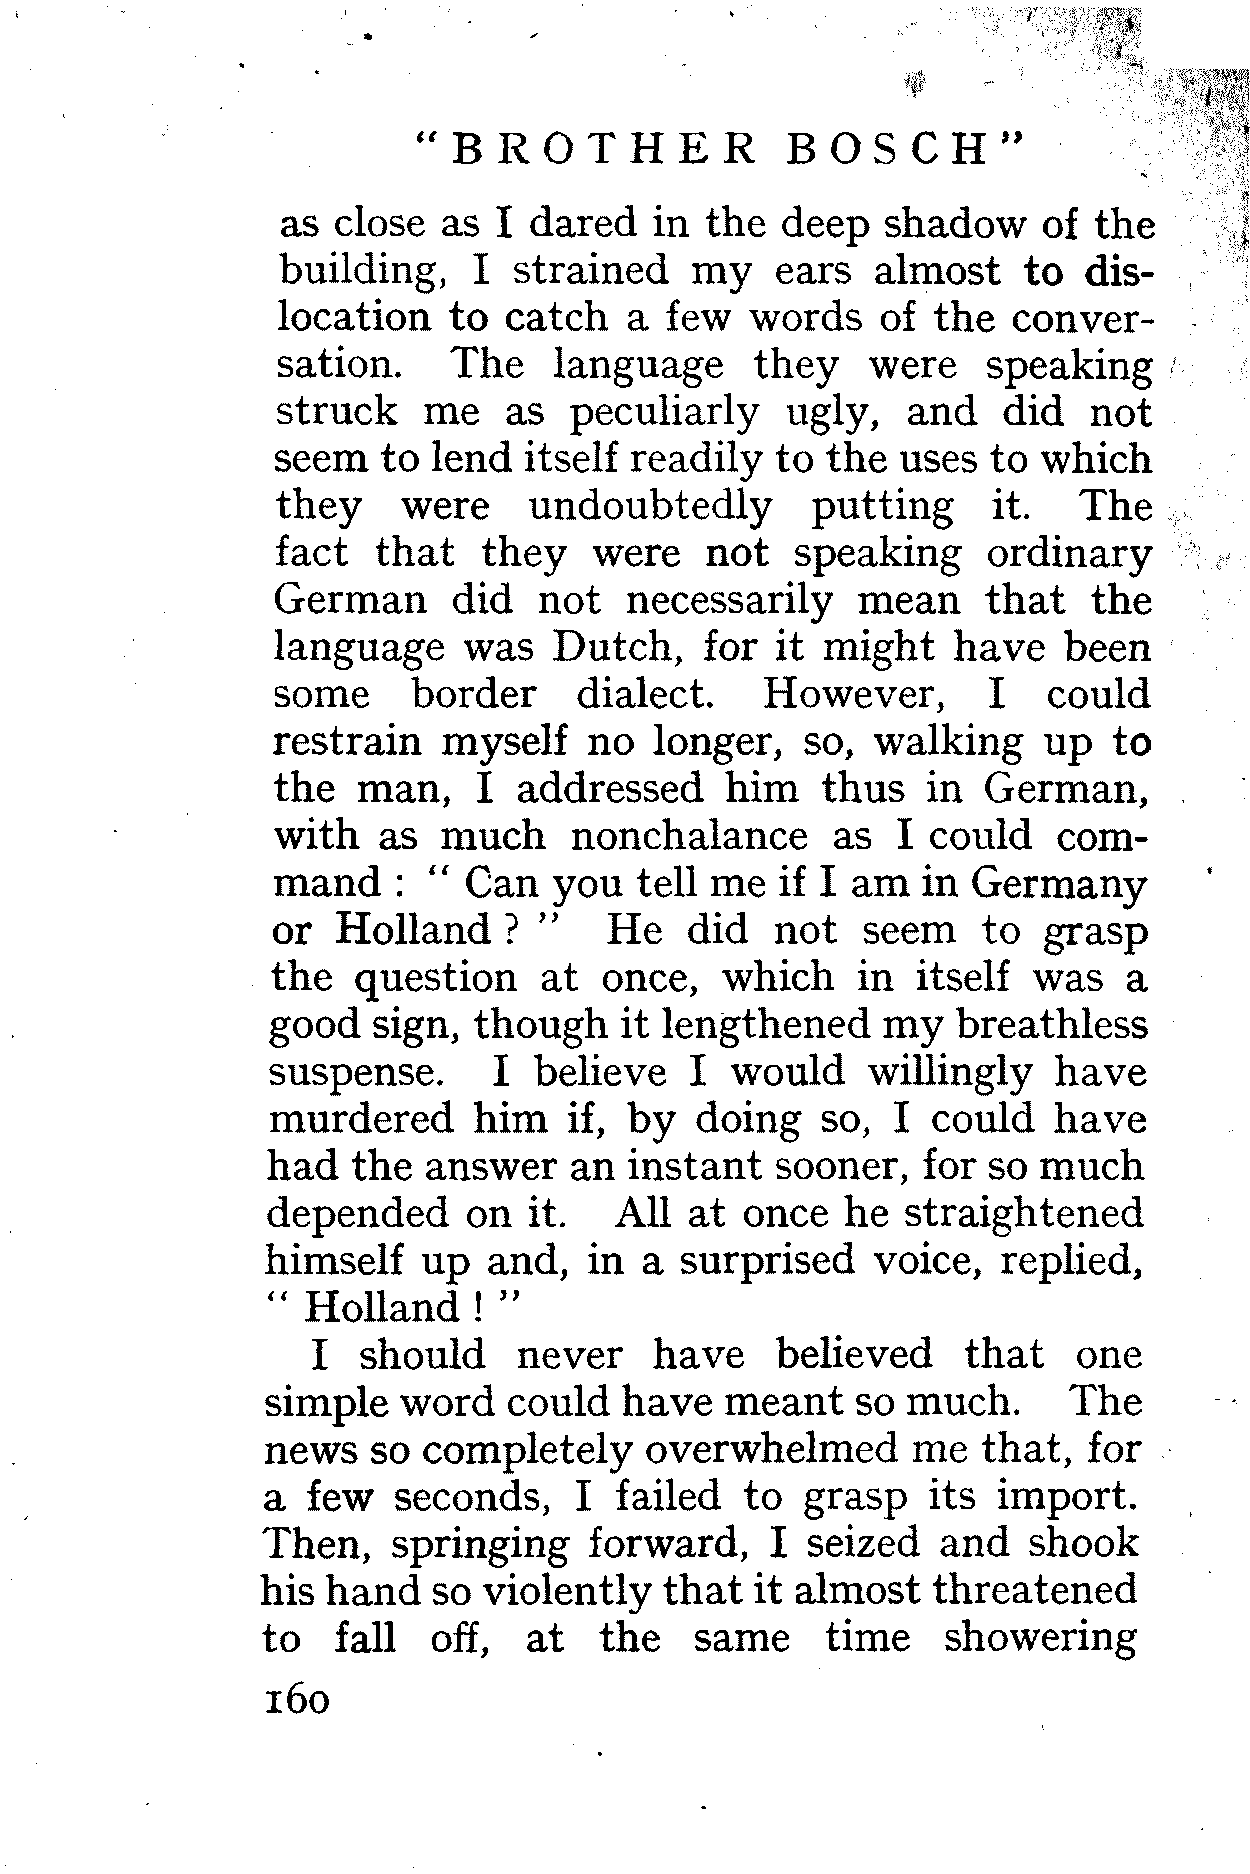 “BROTHER BOSCH”
as close as I dared in the deep shadow of the
building, I strained my ears almost to dis-
location to catch a few words of the conver-
sation. The language they were speaking
struck me as peculiarly ugly, and did not
seem to lend itself readily to the uses to which
they were undoubtedly putting it. The
fact that they were not speaking ordinary
German did not necessarily mean that the
language was Dutch, for it might have been
some border dialect. However, I could
restrain myself no longer, so, walking up to
the man, I addressed him thus in German,
with as much nonchalance as I could com-
mand : “ Can you tell me if I am in Germany
or Holland ? ” He did not seem to grasp
the question at once, which in itself was a
good sign, though it lengthened my breathless
suspense. I believe I would willingly have
murdered him if, by doing so, I could have
had the answer an instant sooner, for so much
depended on it. All at once he straightened
himself up and, in a surprised voice, replied,
“ Holland ! ”
I should never have believed that one
simple word could have meant so much. The
news so completely overwhelmed me that, for
a few seconds, I failed to grasp its import.
Then, springing forward, I seized and shook
his hand so violently that it almost threatened
to fall off, at the same time showering
160